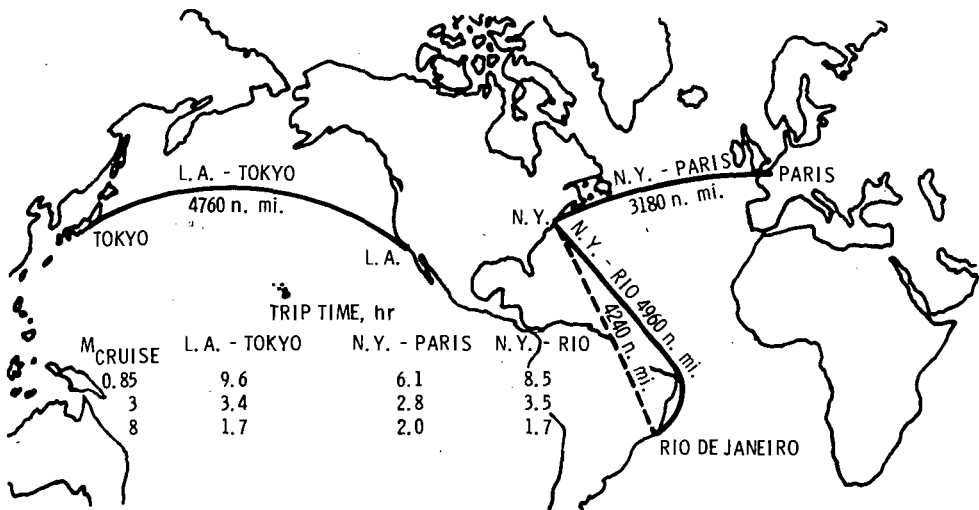 L. A. - TOKYO
4760 n. mi.
TOKYO
L. A.
N.Y. - PARIS
3180 n. mi.
PARIS
N.Y.
N.Y. - RIO 4960 n. mi.
4240 n. mi.
RIO DE JANEIRO
TRIP TIME, hr
MCRUISE L. A. - TOKYO N.Y. - PARIS N.Y. - RIO
0.85 9.6 6.1 8.5
3 3.4 2.8 3.5
8 1.7 2.0 1.7